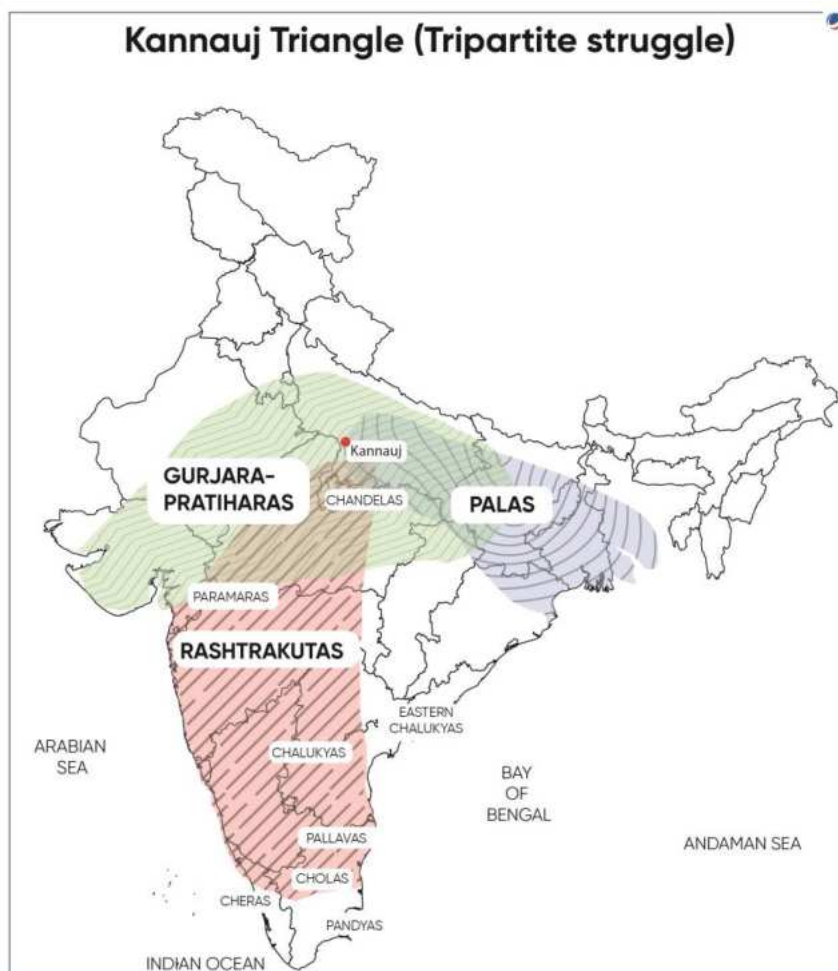 Kannauj Triangle (Tripartite struggle)
Kannauj
GURJARA-
PRATIHARAS
CHANDELAS
PALAS
PARAMARAS
RASHTRAKUTAS
EASTERN
CHALUKYAS
ARABIAN
SEA
CHALUKYAS
BAY
OF
BENGAL
PALLAVAS
ANDAMAN SEA
CHOLAS
CHERAS
PANDYAS
INDIAN OCEAN